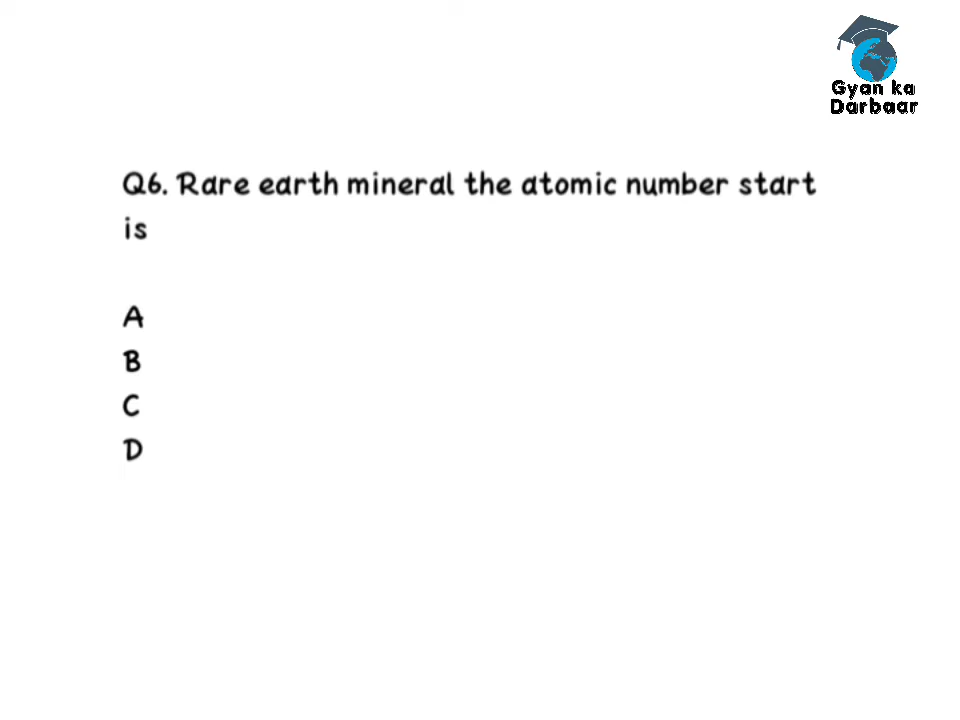 Gyan ka
Darbaar
Q6. Rare earth mineral the atomic number start
is
A
B
C
D